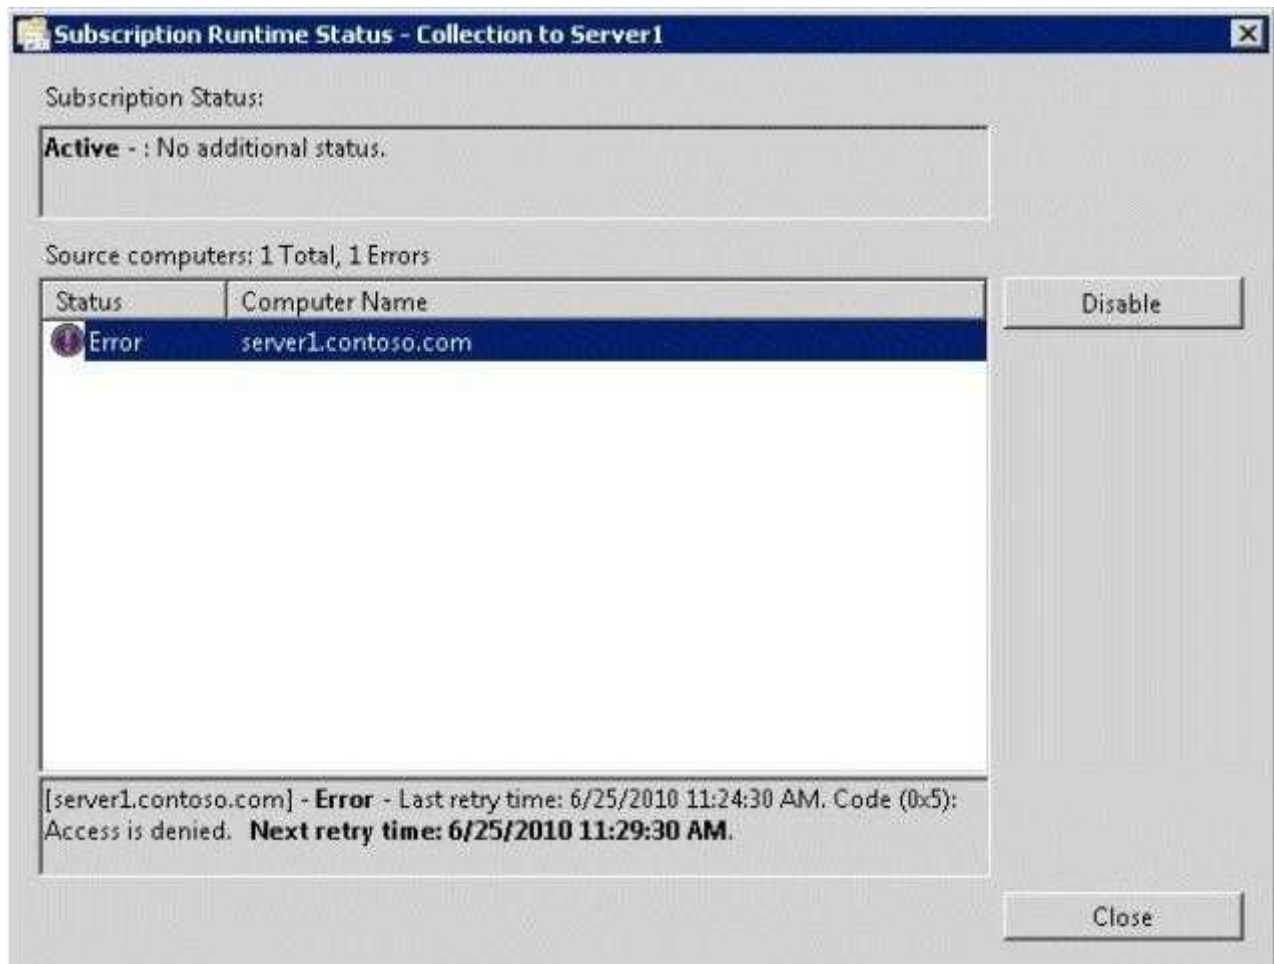 Subscription Runtime Status - Collection to Server1
Subscription Status:
Active - : No additional status.
Source computers: 1 Total, 1 Errors
Status Computer Name
Disable
Error server1.contoso.com
[server1.contoso.com] - Error - Last retry time: 6/25/2010 11:24:30 AM. Code (0x5):
Access is denied. Next retry time: 6/25/2010 11:29:30 AM.
Close